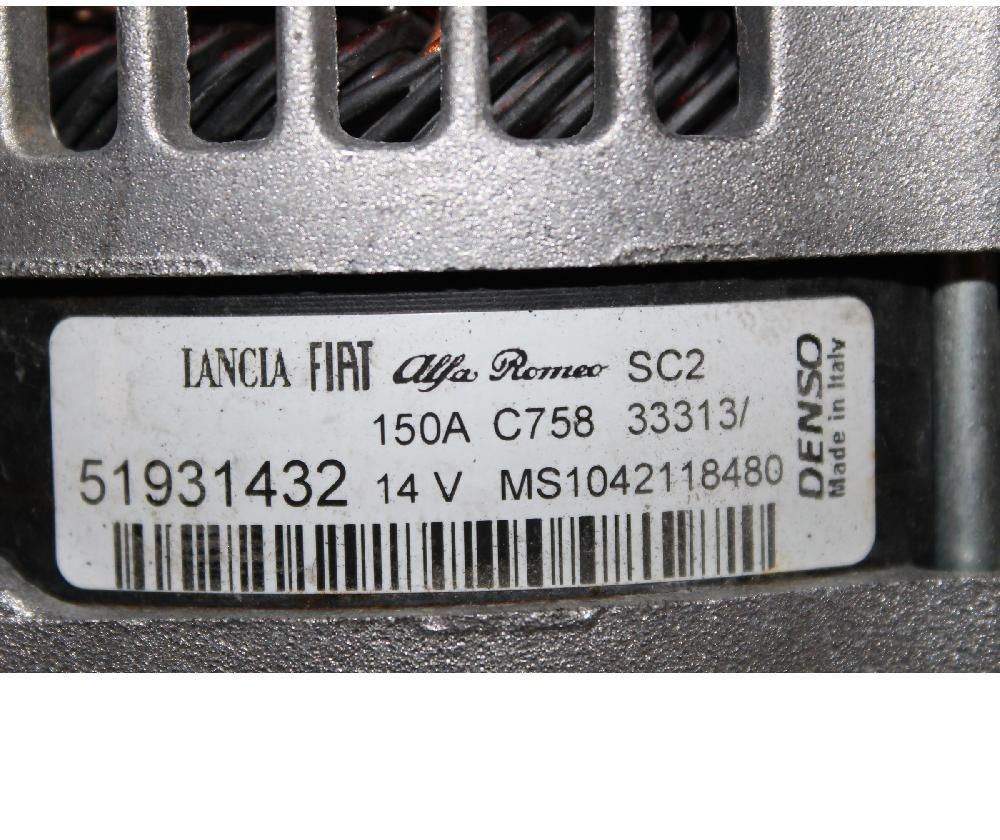 LANCIA FIAT Alfa Romeo SC2
150A C758 33313/
51931432 14 V MS1042118480
DENSO
Made in Italy